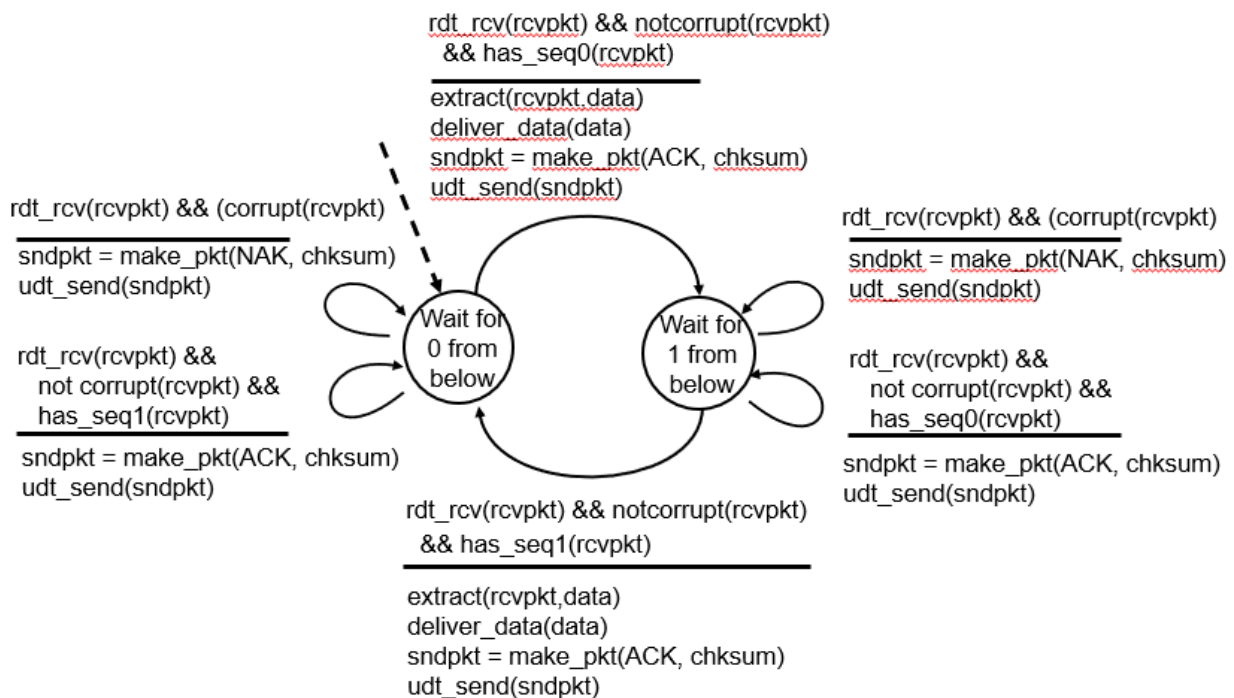 rdt_rcv(rcvpkt) && notcorrupt(rcvpkt)
&& has_seq0(rcvpkt)
extract(rcvpkt,data)
deliver_data(data)
sndpkt = make_pkt(ACK, chksum)
udt_send(sndpkt)
rdt_rcv(rcvpkt) && (corrupt(rcvpkt)
sndpkt = make_pkt(NAK, chksum)
udt_send(sndpkt)
rdt_rcv(rcvpkt) &&
not corrupt(rcvpkt) &&
has_seq1(rcvpkt)
sndpkt = make_pkt(ACK, chksum)
udt_send(sndpkt)
Wait for
0 from
below
Wait for
1 from
below
rdt_rcv(rcvpkt) && (corrupt(rcvpkt)
sndpkt = make_pkt(NAK, chksum)
udt_send(sndpkt)
rdt_rcv(rcvpkt) &&
not corrupt(rcvpkt) &&
has_seq0(rcvpkt)
sndpkt = make_pkt(ACK, chksum)
udt_send(sndpkt)
rdt_rcv(rcvpkt) && notcorrupt(rcvpkt)
&& has_seq1(rcvpkt)
extract(rcvpkt,data)
deliver_data(data)
sndpkt = make_pkt(ACK, chksum)
udt_send(sndpkt)